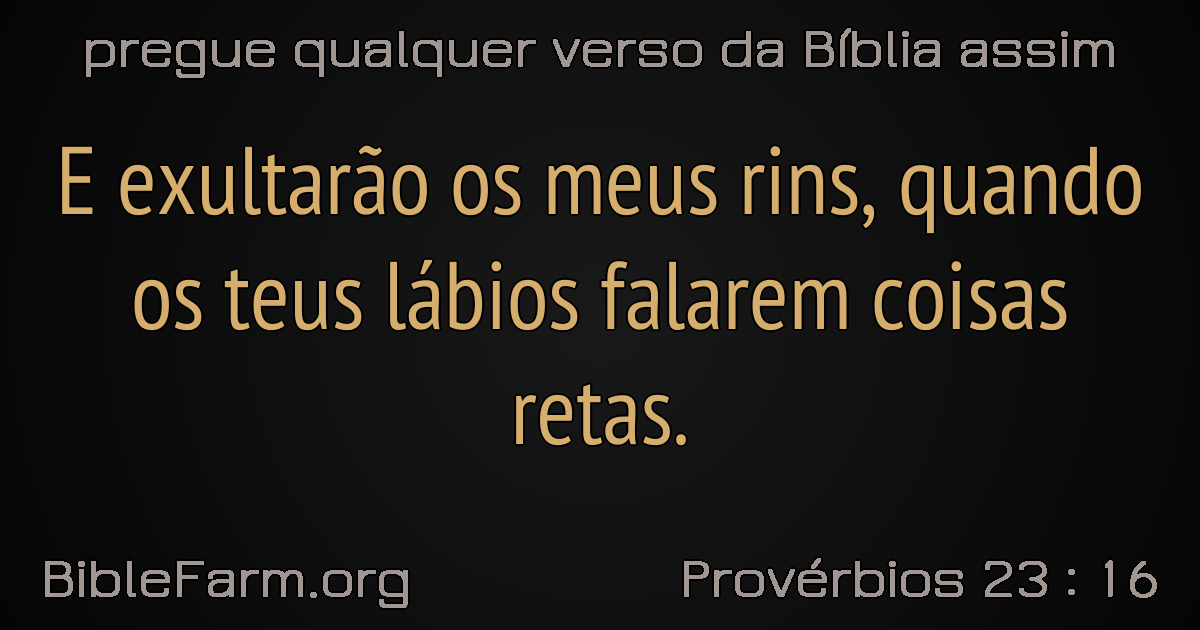 pregue qualquer verso da Bíblia assim
E exultarão os meus rins, quando
os teus lábios falarem coisas
retas.
BibleFarm.org
Provérbios 23 : 16